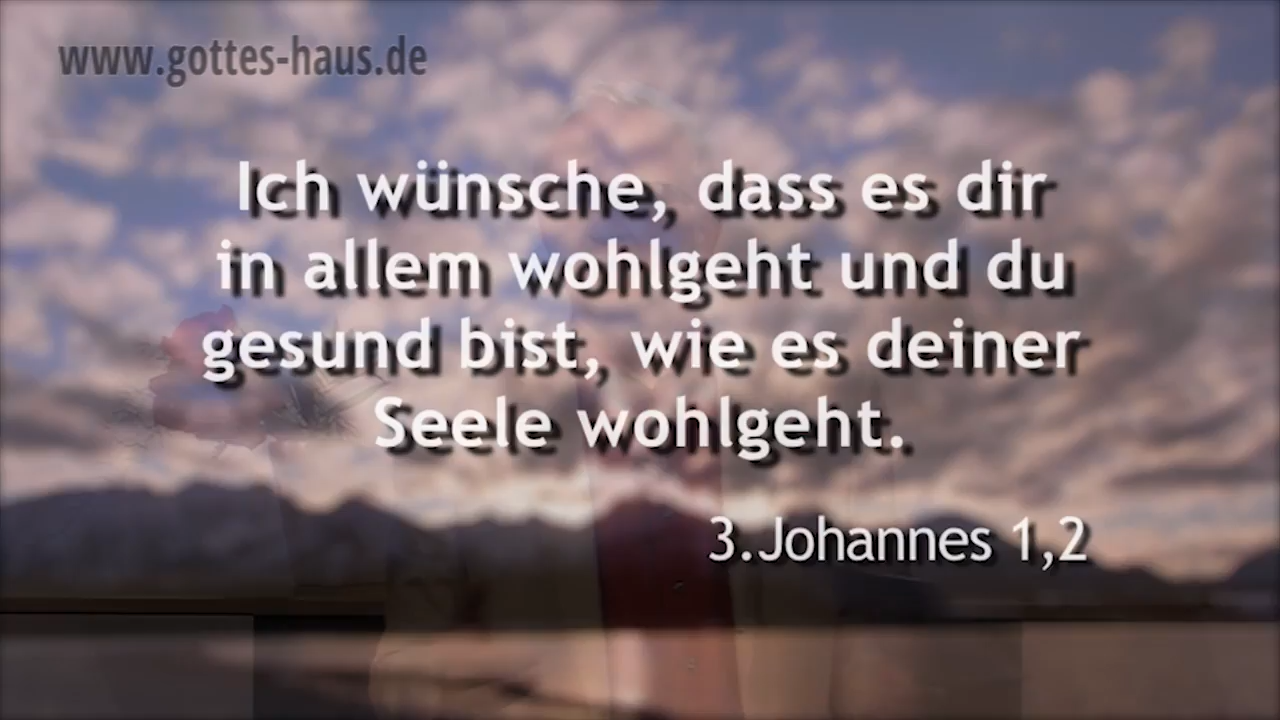 www.gottes-haus.de
Ich wünsche, dass es dir
in allem wohlgeht und du
gesund bist, wie es deiner
Seele wohlgeht.
3.Johannes 1,2